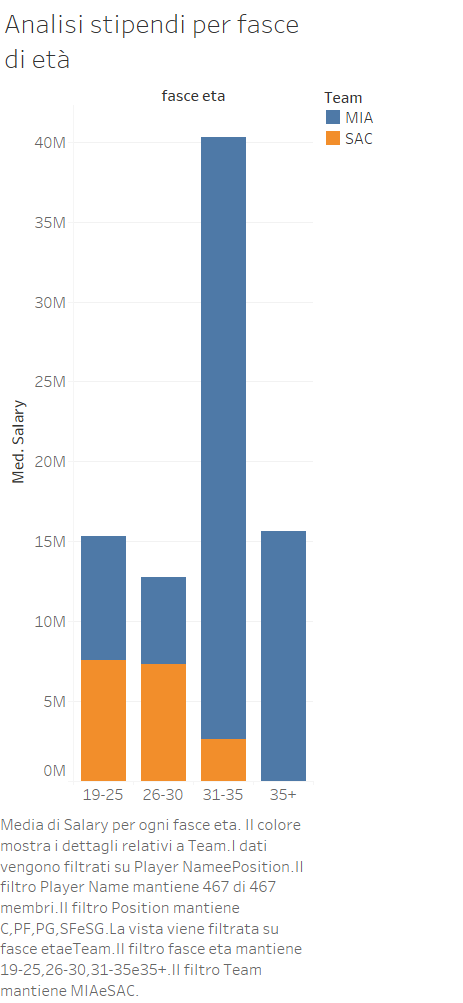 Analisi stipendi per fasce
di età
fasce eta
Team
MIA
SAC
40M
35M
30M
25M
20M
15M
10M
5M
0M
Med. Salary
19-25
26-30
31-35
35+
Media di Salary per ogni fasce eta. Il colore
mostra i dettagli relativi a Team.I dati
vengono filtrati su Player NameePosition.Il
filtro Player Name mantiene 467 di 467
membri.Il filtro Position mantiene
C,PF,PG,SFeSG.La vista viene filtrata su
fasce etaeTeam.Il filtro fasce eta mantiene
19-25,26-30,31-35e35+.Il filtro Team
mantiene MIAeSAC.